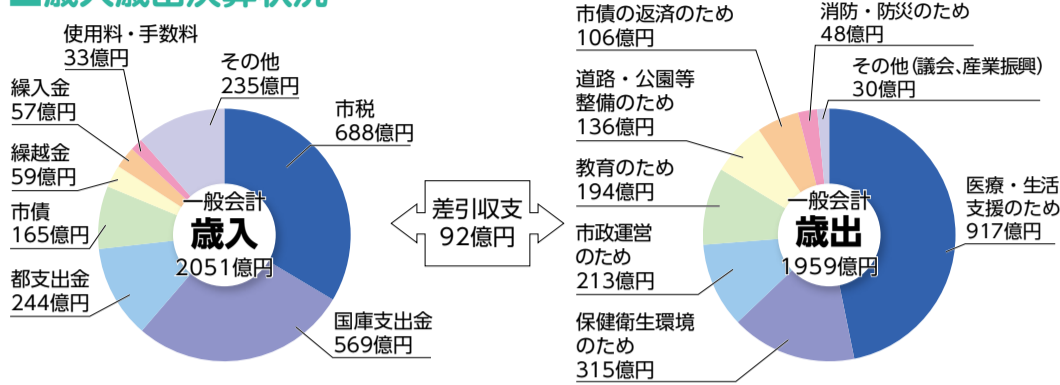 ■歳入歳出決算状況
使用料・手数料
33億円
その他
235億円
繰入金
57億円
市税
688億円
繰越金
59億円
市債
165億円
都支出金
244億円
国庫支出金
569億円
一般会計
歳入
2051億円
差引収支
92億円
市債の返済のため
106億円
消防・防災のため
48億円
その他(議会、産業振興)
30億円
道路・公園等
整備のため
136億円
教育のため
194億円
医療・生活
支援のため
917億円
市政運営
のため
213億円
保健衛生環境
のため
315億円
一般会計
歳出
1959億円